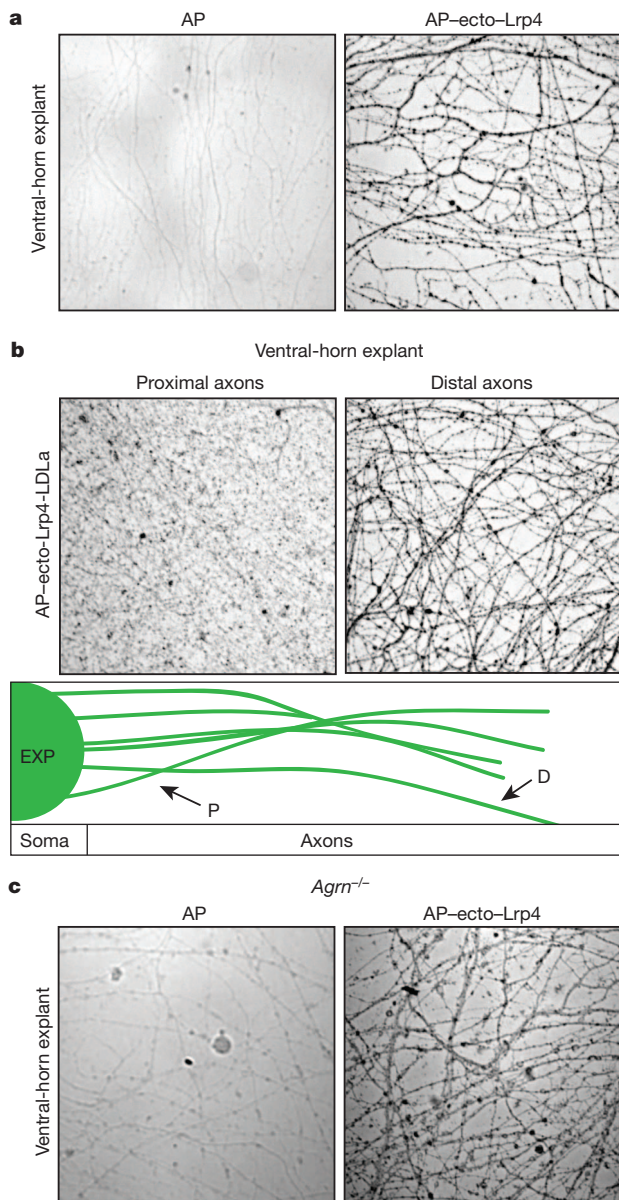 a
AP
AP–ecto–Lrp4
Ventral-horn explant
b
Ventral-horn explant
Proximal axons
Distal axons
AP–ecto-Lrp4-LDLa
EXP
P
D
Soma
Axons
c
Agrn–/–
AP
AP–ecto–Lrp4
Ventral-horn explant